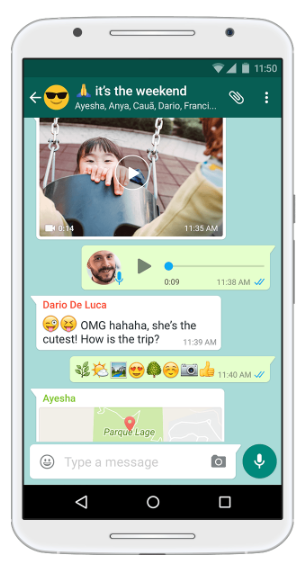 11:50
🙏 it's the weekend
Ayesha, Anya, Cauã, Dario, Franci...
0:14
11:35 AM
0:09
11:38 AM
Dario De Luca
😜😝 OMG hahaha, she's the
cutest! How is the trip?
11:39 AM
🌿🌤🏞😍🌳☺📷👍
11:40 AM
Ayesha
Parque Lage
Type a message